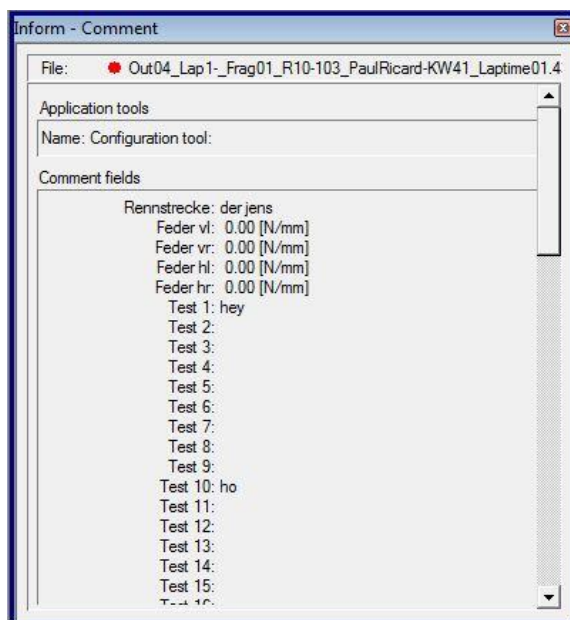 Inform - Comment
File: Out04_Lap1-_Frag01_R10-103_PaulRicard-KW41_Laptime01.4
Application tools
Name: Configuration tool:
Comment fields
Rennstrecke: der jens
Feder vl: 0.00 [N/mm]
Feder vr: 0.00 [N/mm]
Feder hl: 0.00 [N/mm]
Feder hr: 0.00 [N/mm]
Test 1: hey
Test 2:
Test 3:
Test 4:
Test 5:
Test 6:
Test 7:
Test 8:
Test 9:
Test 10: ho
Test 11:
Test 12:
Test 13:
Test 14:
Test 15: